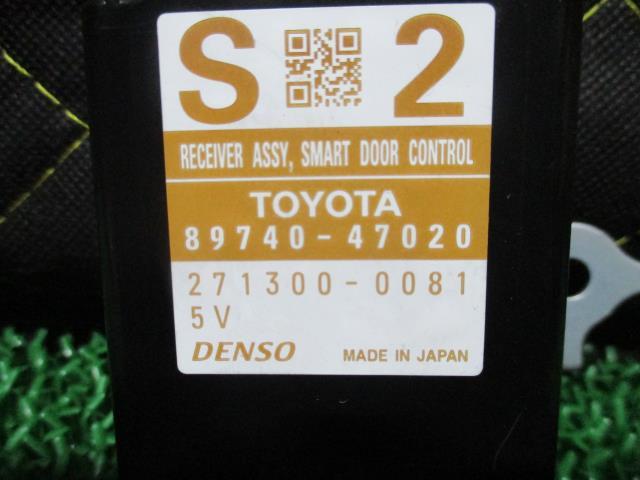 S 2
RECEIVER ASSY, SMART DOOR CONTROL
TOYOTA
89740-47020
271300-0081
5V
DENSO MADE IN JAPAN